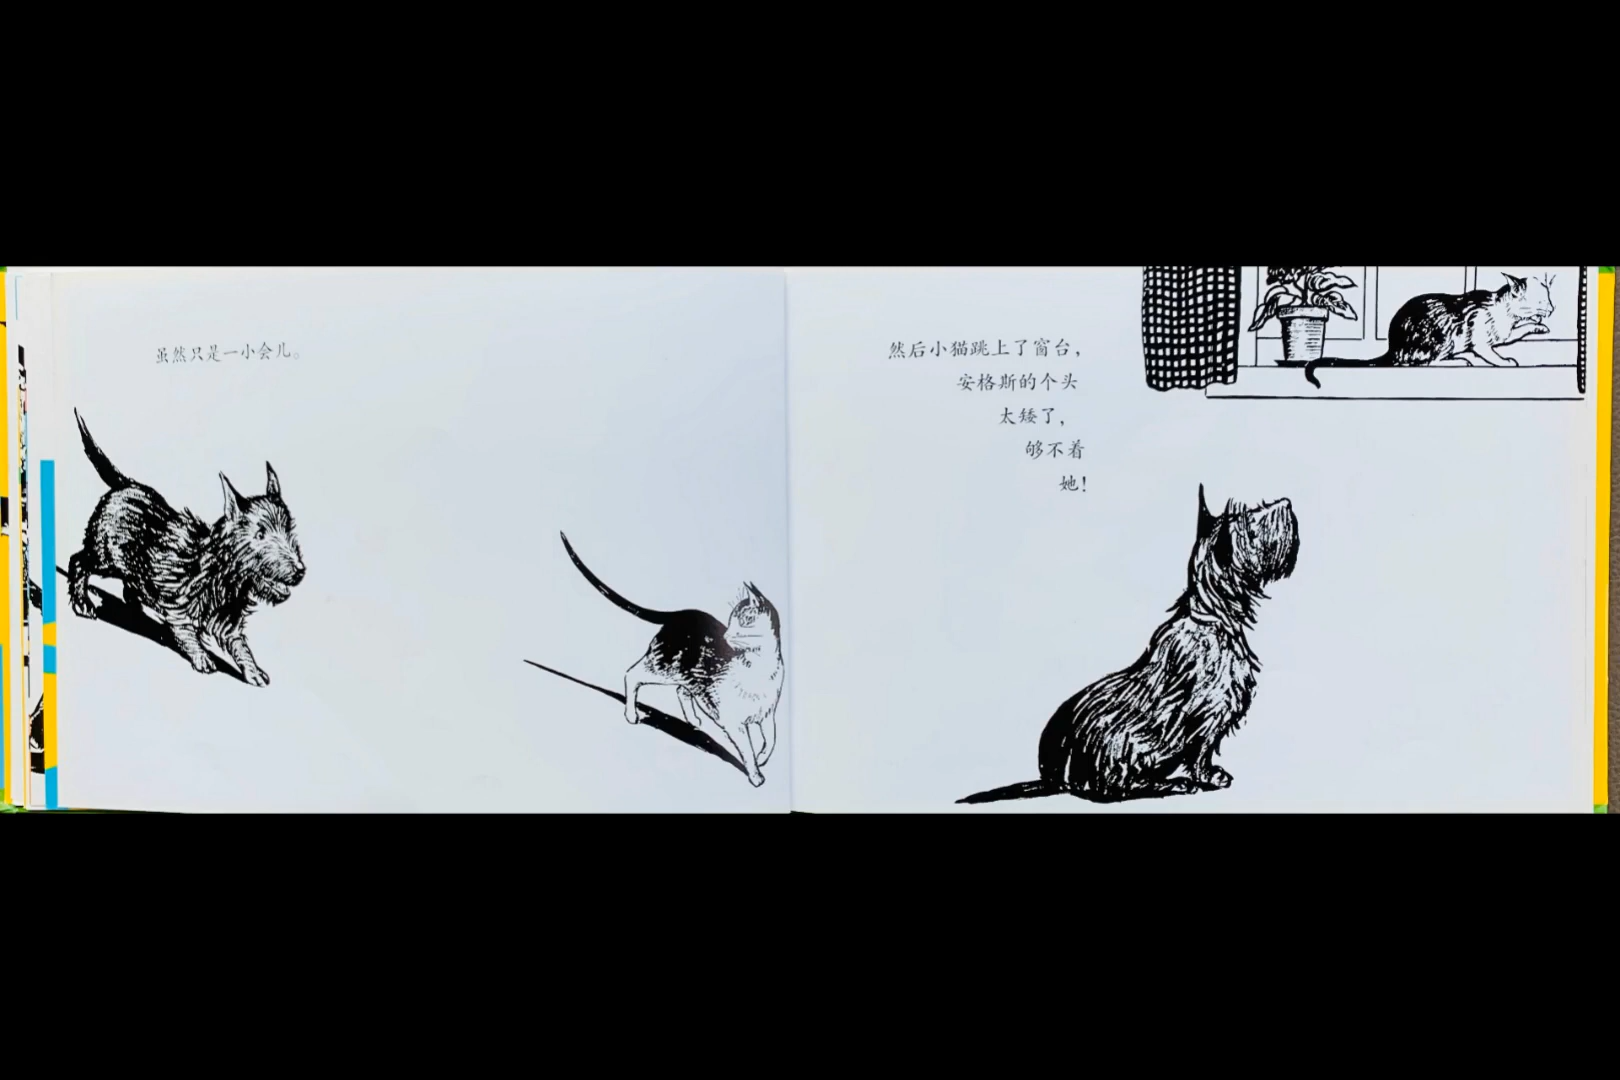 虽然只是一小会儿。
然后小猫跳上了窗台，
安格斯的个头
太矮了，
够不着
她！